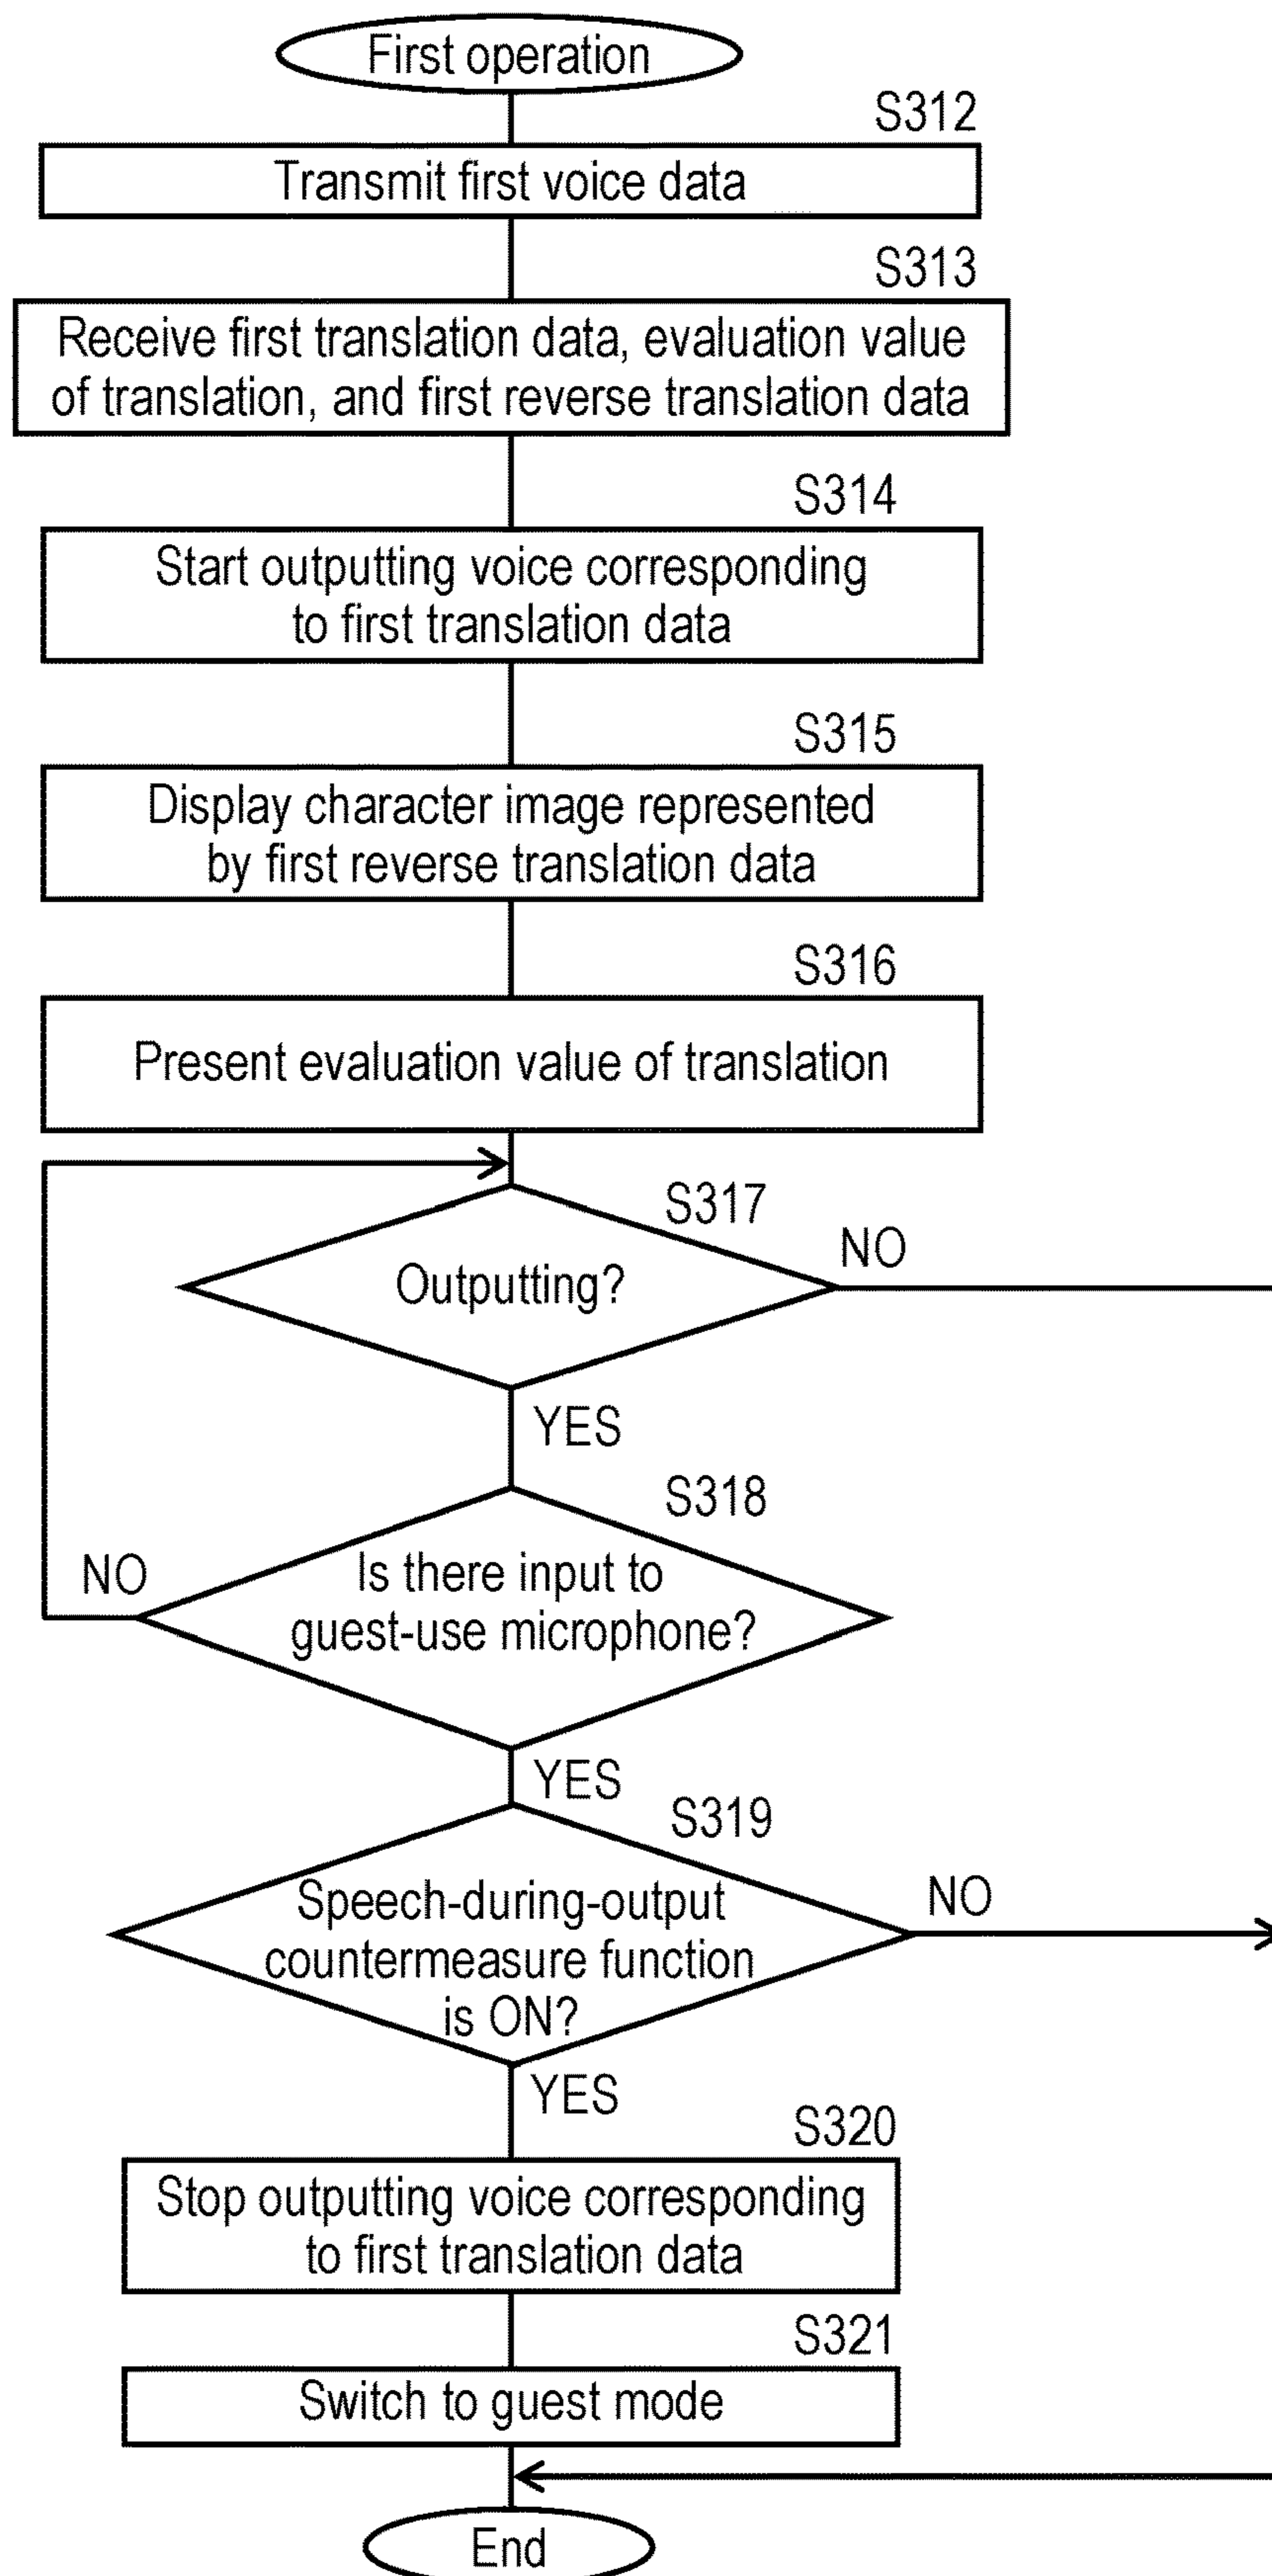 First operation
S312
Transmit first voice data
S313
Receive first translation data, evaluation value
of translation, and first reverse translation data
S314
Start outputting voice corresponding
to first translation data
S315
Display character image represented
by first reverse translation data
S316
Present evaluation value of translation
S317
Outputting?
NO
YES
S318
Is there input to
guest-use microphone?
NO
YES
S319
Speech-during-output
countermeasure function
is ON?
NO
YES
S320
Stop outputting voice corresponding
to first translation data
S321
Switch to guest mode
End